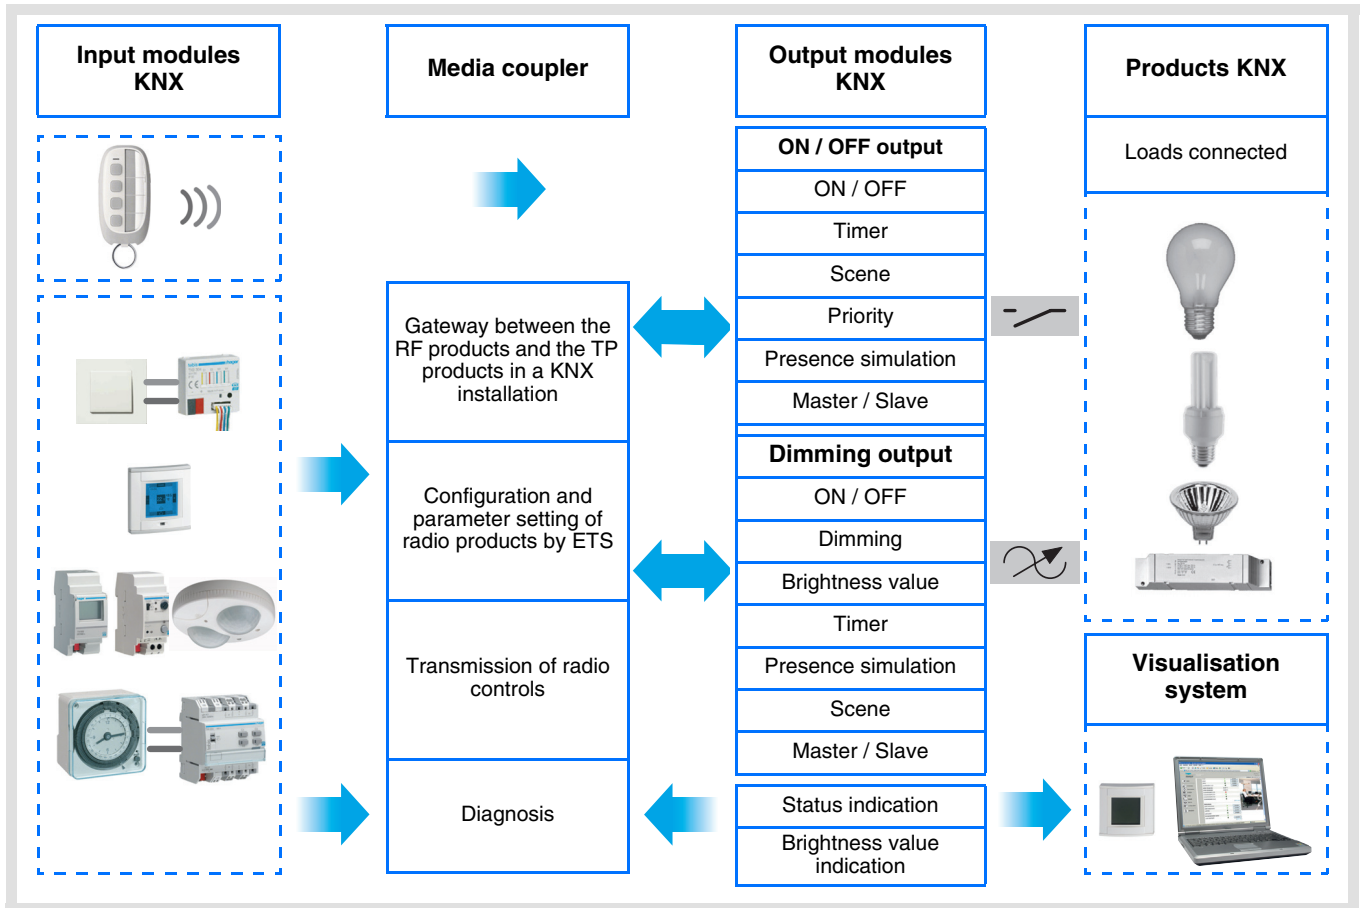 Input modules
KNX
Media coupler
Gateway between the
RF products and the TP
products in a KNX
installation
Configuration and
parameter setting of
radio products by ETS
Transmission of radio
controls
Diagnosis
Output modules
KNX
ON / OFF output
ON / OFF
Timer
Scene
Priority
Presence simulation
Master / Slave
Dimming output
ON / OFF
Dimming
Brightness value
Timer
Presence simulation
Scene
Master / Slave
Status indication
Brightness value
indication
Products KNX
Loads connected
Visualisation
system